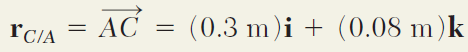 r_{C/A} = \overrightarrow{AC} = (0.3 m)i + (0.08 m)k